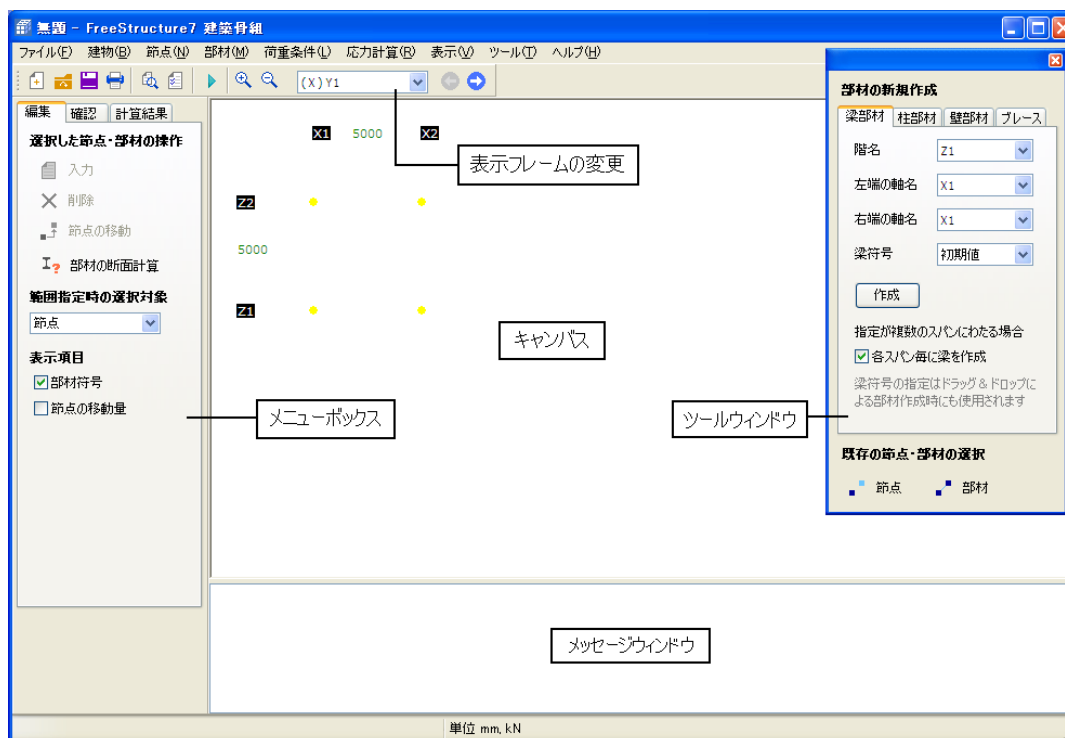 無題 - FreeStructure7 建築骨組
ファイル(F) 建物(B) 節点(N) 部材(M) 荷重条件(L) 応力計算(R) 表示(V) ツール(T) ヘルプ(H)
(X)Y1
編集 確認 計算結果
選択した節点・部材の操作
入力
削除
節点の移動
部材の断面計算
範囲指定時の選択対象
節点
表示項目
部材符号
節点の移動量
メニューボックス
X1 5000 X2
表示フレームの変更
Z2
5000
Z1
キャンバス
ツールウィンドウ
部材の新規作成
梁部材 柱部材 壁部材 ブレース
階名 Z1
左端の軸名 X1
右端の軸名 X1
梁符号 初期値
作成
指定が複数のスパンにわたる場合
各スパン毎に梁を作成
梁符号の指定はドラッグ&ドロップに
よる部材作成時にも使用されます
既存の節点・部材の選択
節点 部材
メッセージウィンドウ
単位 mm, kN